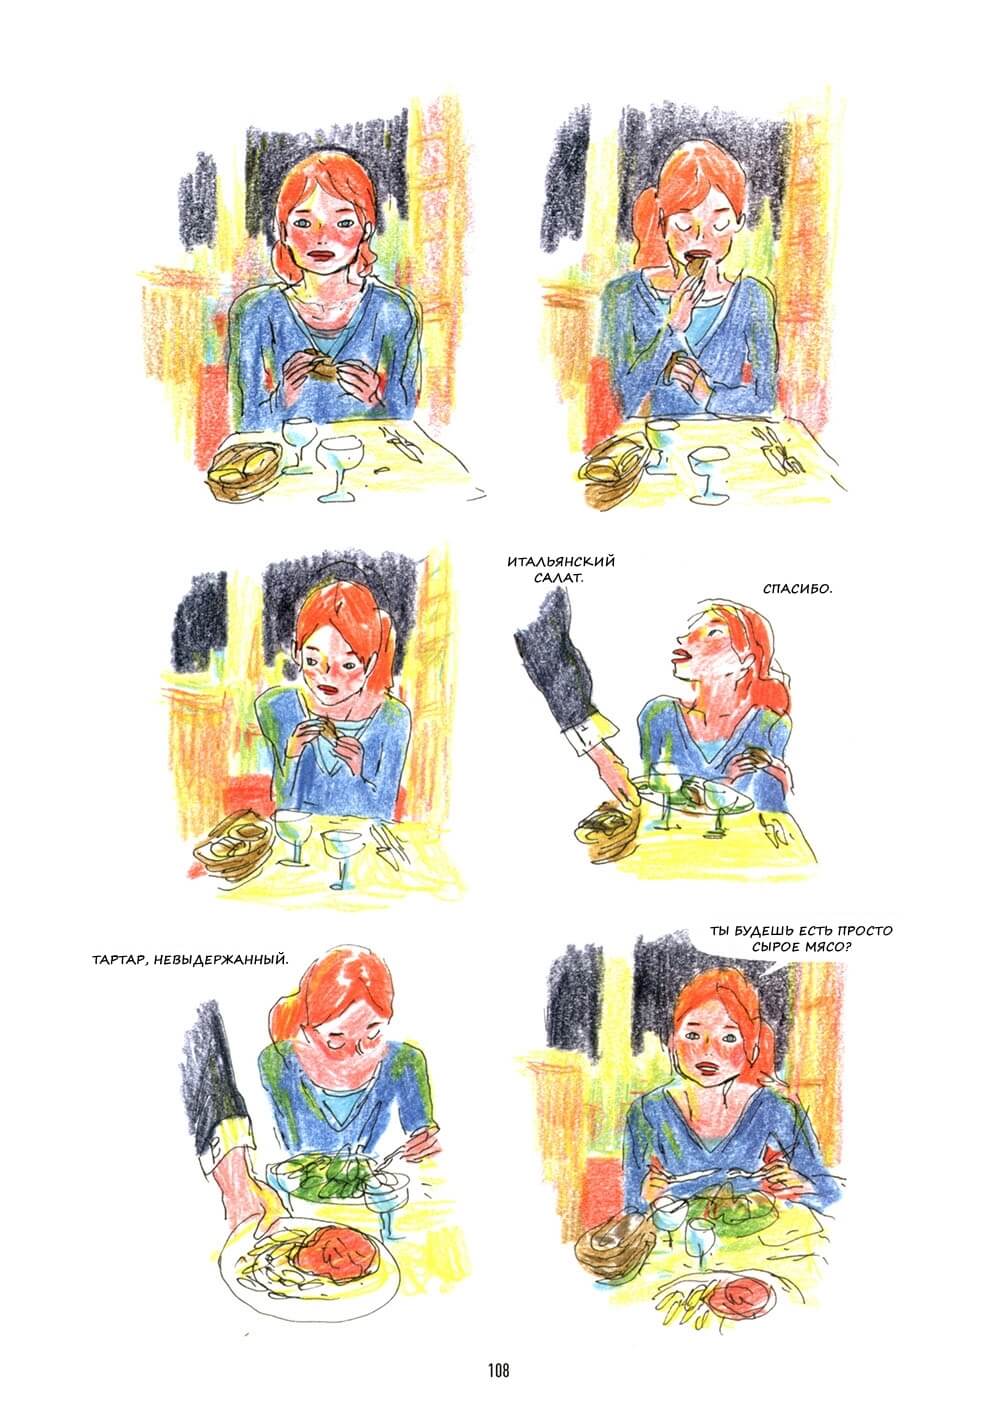 ИТАЛЬЯНСКИЙ
САЛАТ.
СПАСИБО.
ТАРТАР, НЕВЫДЕРЖАННЫЙ.
ТЫ БУДЕШЬ ЕСТЬ ПРОСТО
СЫРОЕ МЯСО?
108